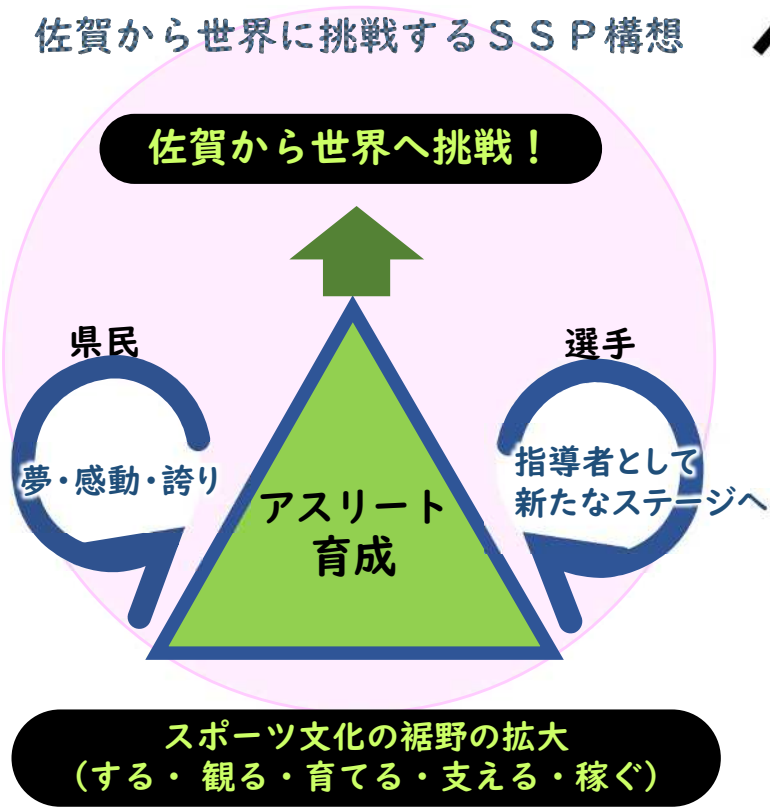 佐賀から世界に挑戦するＳＳＰ構想
佐賀から世界へ挑戦！
県民
選手
夢・感動・誇り
指導者として
新たなステージへ
アスリート
育成
スポーツ文化の裾野の拡大
（する・ 観る・育てる・支える・稼ぐ）